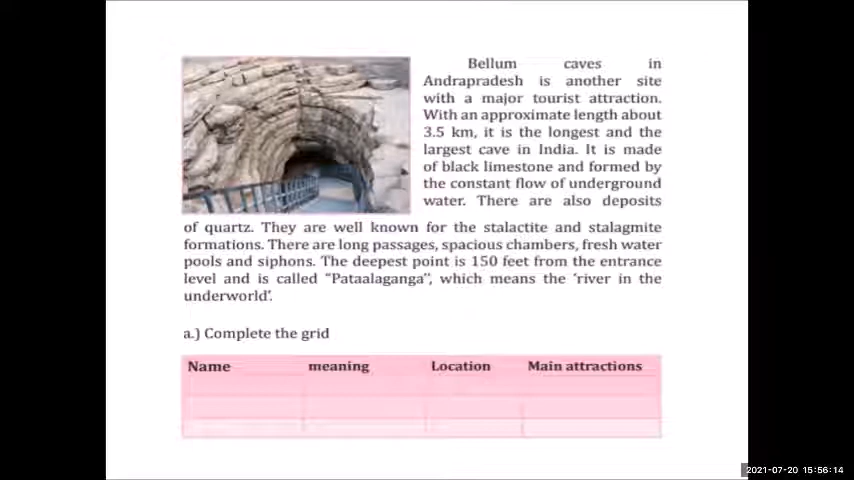 Bellum caves in
Andrapradesh is another site
with a major tourist attraction.
With an approximate length about
3.5 km, it is the longest and the
largest cave in India. It is made
of black limestone and formed by
the constant flow of underground
water. There are also deposits
of quartz. They are well known for the stalactite and stalagmite
formations. There are long passages, spacious chambers, fresh water
pools and siphons. The deepest point is 150 feet from the entrance
level and is called “Pataalaganga”, which means the ‘river in the
underworld’.
a.) Complete the grid
Name meaning Location Main attractions
2021-07-20 15:56:14